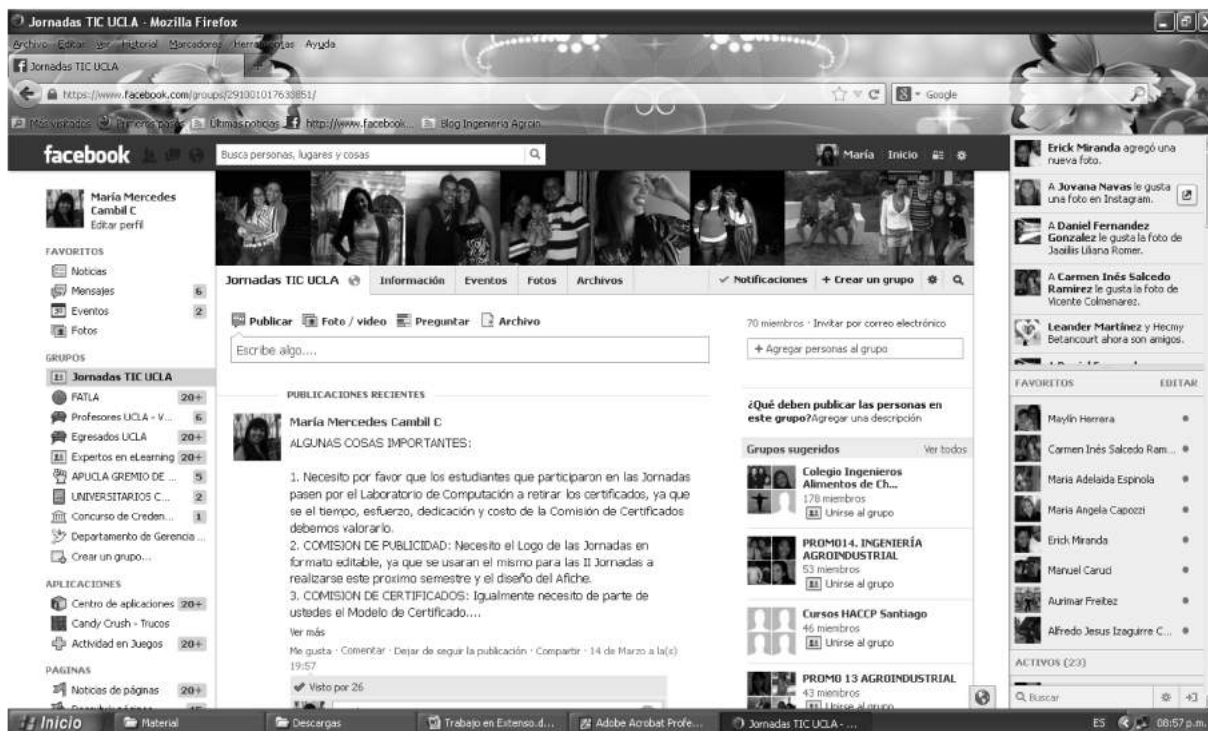 Jornadas TIC UCLA - Mozilla Firefox
Archivo Editar Ver Historial Marcadores Herramientas Ayuda
Jornadas TIC UCLA
https://www.facebook.com/groups/291001017630851/
Google
Más visitados Primeros pasos Últimas noticias http://www.facebook... Blog Ingeniería Agroin...
facebook
Busca personas, lugares y cosas
María Inicio
María Mercedes
Cambil C
Editar perfil
FAVORITOS
Noticias
Mensajes 6
Eventos 2
Fotos
GRUPOS
Jornadas TIC UCLA
FATLA 20+
Profesores UCLA - V... 6
Egresados UCLA 20+
Expertos en eLearning 20+
APUCLA GREMIO DE ... 5
UNIVERSITARIOS C... 2
Concurso de Creden... 1
Departamento de Gerencia ...
Crear un grupo...
APLICACIONES
Centro de aplicaciones 20+
Candy Crush - Trucos
Actividad en Juegos 20+
PÁGINAS
Noticias de páginas 20+
Jornadas TIC UCLA Información Eventos Fotos Archivos
Notificaciones + Crear un grupo
Publicar Foto / video Preguntar Archivo
Escribe algo....
PUBLICACIONES RECIENTES
María Mercedes Cambil C
ALGUNAS COSAS IMPORTANTES:
1. Necesito por favor que los estudiantes que participaron en las Jornadas
pasen por el Laboratorio de Computación a retirar los certificados, ya que
se el tiempo, esfuerzo, dedicación y costo de la Comisión de Certificados
debemos valorarlo.
2. COMISION DE PUBLICIDAD: Necesito el Logo de las Jornadas en
formato editable, ya que se usaran el mismo para las II Jornadas a
realizarse este proximo semestre y el diseño del Afiche.
3. COMISION DE CERTIFICADOS: Igualmente necesito de parte de
ustedes el Modelo de Certificado....
Ver más
Me gusta · Comentar · Dejar de seguir la publicación · Compartir · 14 de Marzo a la(s)
19:57
Visto por 26
70 miembros · Invitar por correo electrónico
+ Agregar personas al grupo
¿Qué deben publicar las personas en
este grupo?Agregar una descripción
Grupos sugeridos Ver todos
Colegio Ingenieros
Alimentos de Ch...
178 miembros
Unirse al grupo
PROMO14. INGENIERÍA
AGROINDUSTRIAL
53 miembros
Unirse al grupo
Cursos HACCP Santiago
46 miembros
Unirse al grupo
PROMO 13 AGROINDUSTRIAL
43 miembros
Unirse al grupo
Erick Miranda agregó una
nueva foto.
A Jovana Navas le gusta
una foto en Instagram.
A Daniel Fernandez
Gonzalez le gusta la foto de
Jaailis Liliana Romer.
A Carmen Inés Salcedo
Ramirez le gusta la foto de
Vicente Colmenarez.
Leander Martínez y Hecmy
Betancourt ahora son amigos.
FAVORITOS EDITAR
Maylín Herrera
Carmen Inés Salcedo Ram...
Maria Adelaida Espinola
Maria Angela Capozzi
Erick Miranda
Manuel Caruci
Aurimar Freitez
Alfredo Jesus Izaguirre C...
ACTIVOS (23)
Buscar
Inicio Material Descargas Trabajo en Extenso.d... Adobe Acrobat Profe... Jornadas TIC UCLA - ... ES 08:57 p.m.